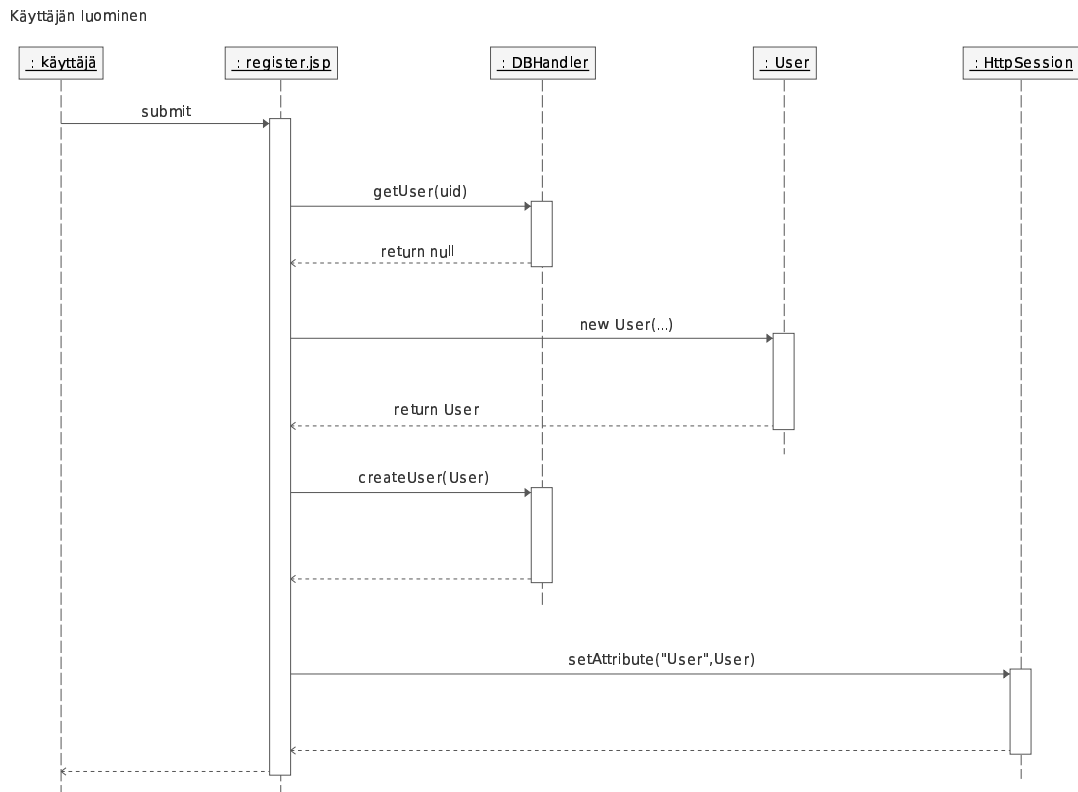 Käyttäjän luominen
: käyttäjä
: register.jsp
: DBHandler
: User
: HttpSession
submit
getUser(uid)
return null
new User(...)
return User
createUser(User)
setAttribute("User",User)